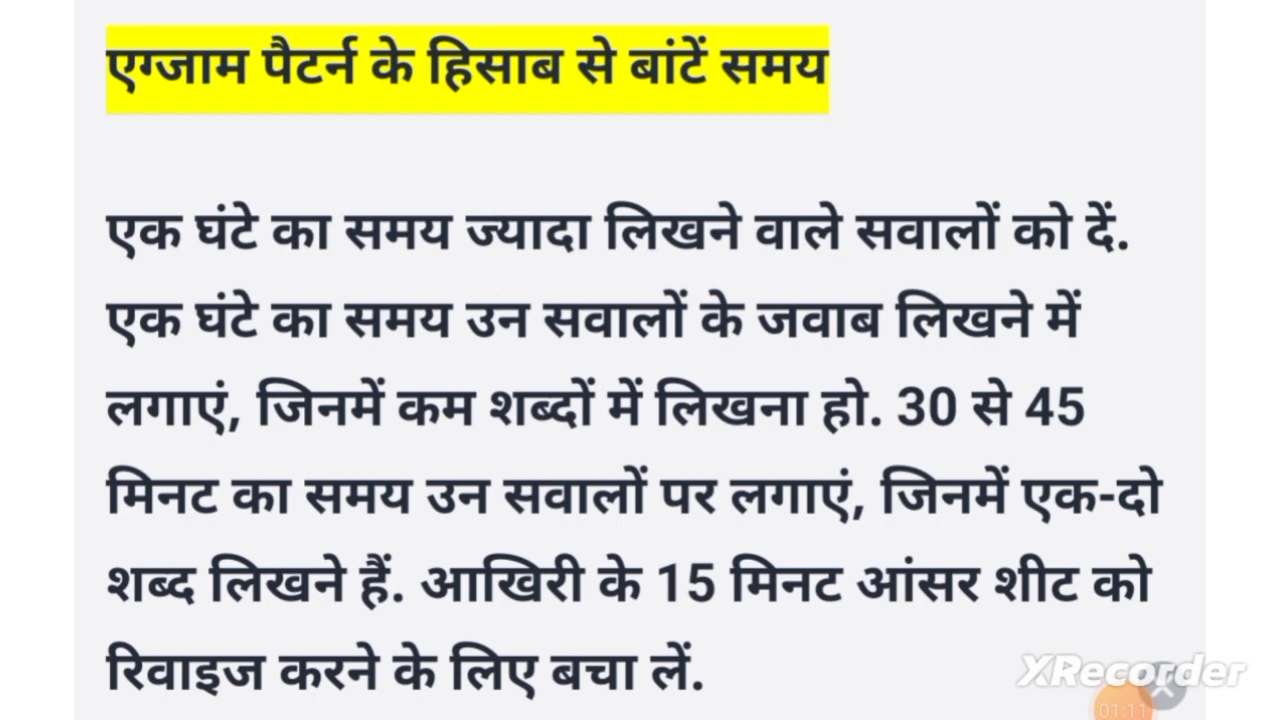 एग्जाम पैटर्न के हिसाब से बांटें समय
एक घंटे का समय ज्यादा लिखने वाले सवालों को दें.
एक घंटे का समय उन सवालों के जवाब लिखने में
लगाएं, जिनमें कम शब्दों में लिखना हो. 30 से 45
मिनट का समय उन सवालों पर लगाएं, जिनमें एक-दो
शब्द लिखने हैं. आखिरी के 15 मिनट आंसर शीट को
रिवाइज करने के लिए बचा लें.
XRecorder
01:11